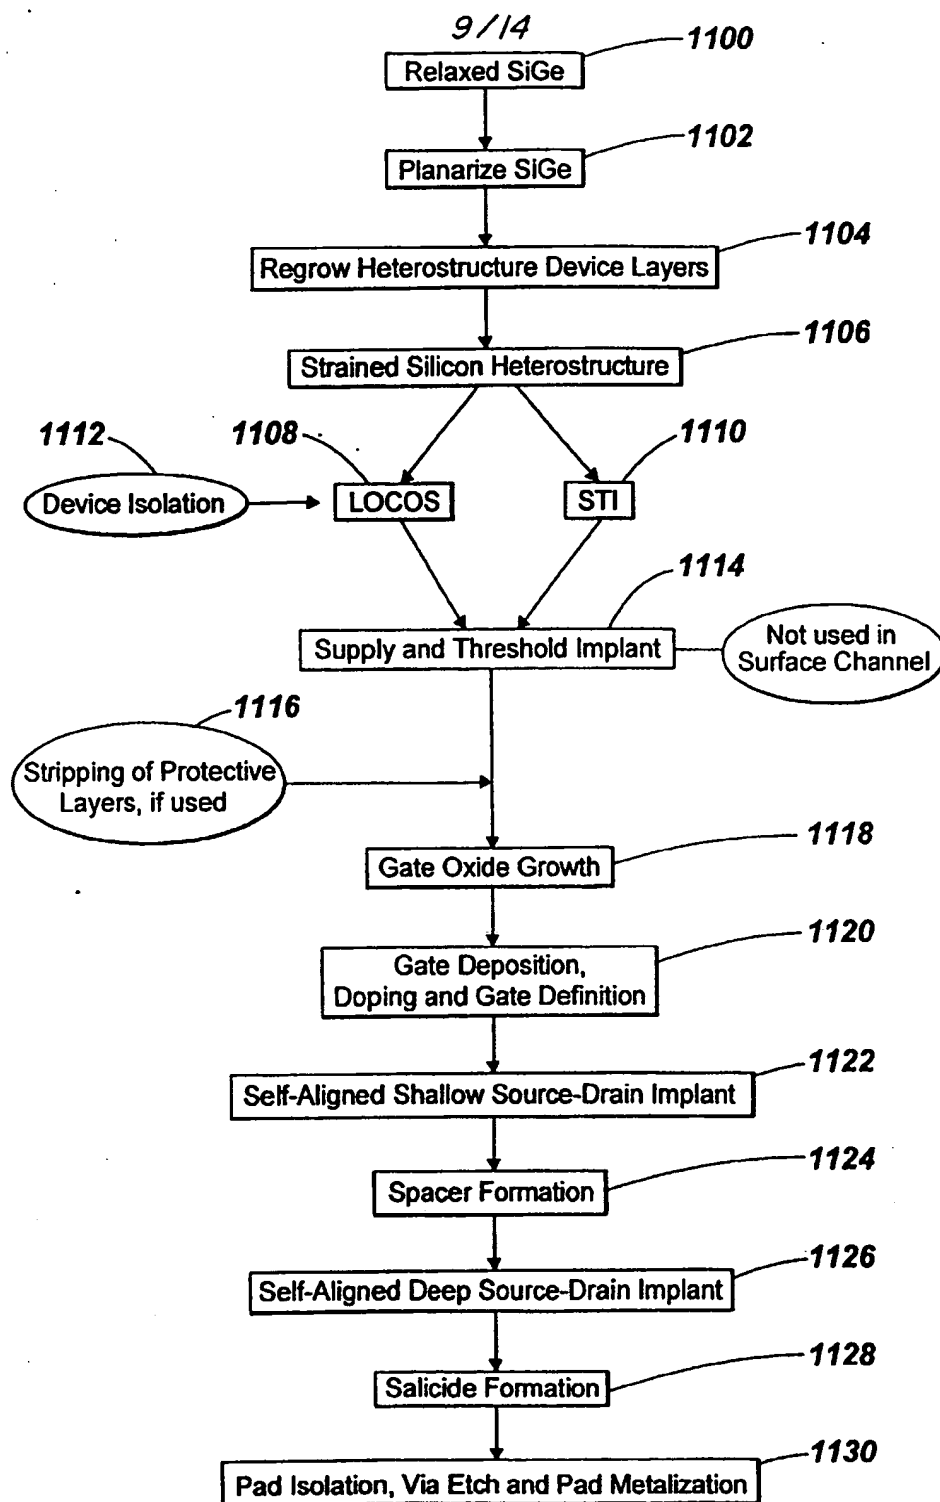 9/14
1100
Relaxed SiGe
1102
Planarize SiGe
1104
Regrow Heterostructure Device Layers
1106
Strained Silicon Heterostructure
1112
1108
1110
Device Isolation
LOCOS
STI
1114
Supply and Threshold Implant
Not used in
Surface Channel
1116
Stripping of Protective
Layers, if used
1118
Gate Oxide Growth
1120
Gate Deposition,
Doping and Gate Definition
1122
Self-Aligned Shallow Source-Drain Implant
1124
Spacer Formation
1126
Self-Aligned Deep Source-Drain Implant
1128
Salicide Formation
1130
Pad Isolation, Via Etch and Pad Metalization